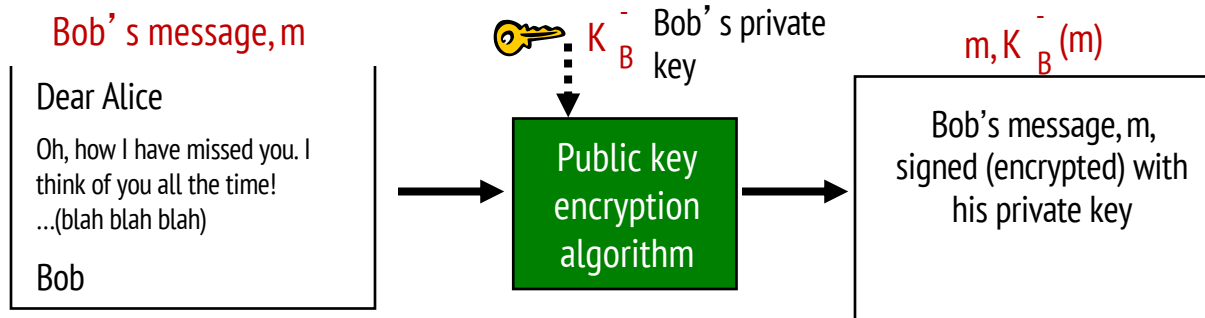 Bob’s message, m
Dear Alice
Oh, how I have missed you. I
think of you all the time!
…(blah blah blah)
Bob
K
-
B
Bob’s private
key
Public key
encryption
algorithm
m, K
-
B
(m)
Bob's message, m,
signed (encrypted) with
his private key